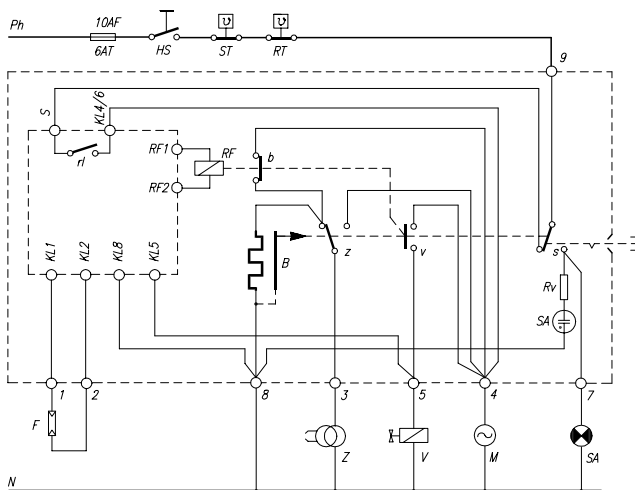 Ph
10AF
6AT
HS
ST
RT
9
S
KL4/6
rl
RF1
RF
b
RF2
KL1
KL2
KL8
KL5
B
z
v
s
Rv
SA
1
2
8
3
5
4
7
F
Z
V
M
SA
N